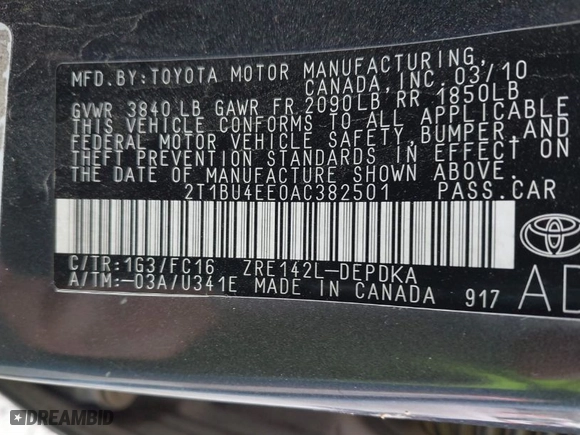 MFD.BY:TOYOTA MOTOR MANUFACTURING,
CANADA,INC.03/10
GVWR 3840 LB GAWR FR 2090LB RR 1850LB
THIS VEHICLE CONFORMS TO ALL APPLICABLE
FEDERAL MOTOR VEHICLE SAFETY,BUMPER,AND
THEFT PREVENTION STANDARDS IN EFFECT ON
THE DATE OF MANUFACTURE SHOWN ABOVE.
2T1BU4EE0AC382501 PASS.CAR
C/TR:1G3/FC16 ZRE142L-DEPDKA
A/TM:-03A/U341E MADE IN CANADA 917
TOYOTA
DREAMBID